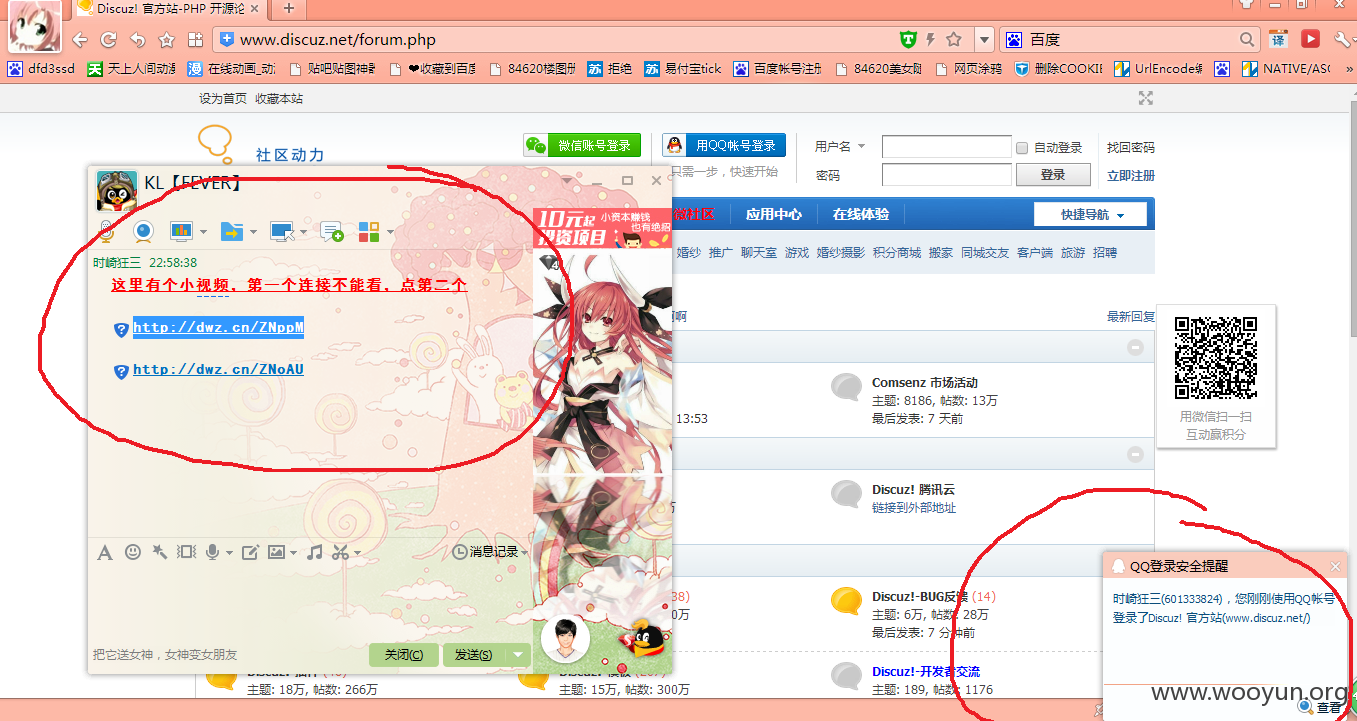 Discuz! 官方站-PHP 开源论
www.discuz.net/forum.php
百度
译
dfd3ssd
天上人间动漫
在线动画_动
贴吧贴图神器
❤收藏到百度
84620楼图册
拒绝
易付宝tick
百度帐号注册
84620美女网
网页涂鸦
删除COOKIE
UrlEncode编
NATIVE/ASC
»
设为首页 收藏本站
社区动力
微信账号登录
用QQ帐号登录
只需一步，快速开始
用户名
自动登录
找回密码
密码
登录
立即注册
微社区
应用中心
在线体验
快捷导航
婚纱 推广 聊天室 游戏 婚纱摄影 积分商城 搬家 同城交友 客户端 旅游 招聘
KL【FEVER】
10元起
投资项目
小资本赚钱
也有绝招
时崎狂三 22:58:38
这里有个小视频，第一个连接不能看，点第二个
http://dwz.cn/ZNppM
http://dwz.cn/ZNoAU
消息记录
把它送女神，女神变女朋友
关闭(C)
发送(S)
最新回复
13:53
Comsenz 市场活动
主题: 8186, 帖数: 13万
最后发表: 7 天前
用微信扫一扫
互动赢积分
Discuz! 腾讯云
链接到外部地址
Discuz!-BUG反馈 (14)
主题: 6万, 帖数: 28万
最后发表: 7 分钟前
Discuz!-开发者交流
主题: 189, 帖数: 1176
主题: 18万, 帖数: 266万
主题: 15万, 帖数: 300万
QQ登录安全提醒
时崎狂三(601333824)，您刚刚使用QQ帐号
登录了Discuz! 官方站(www.discuz.net/)
www.wooyun.org
查看